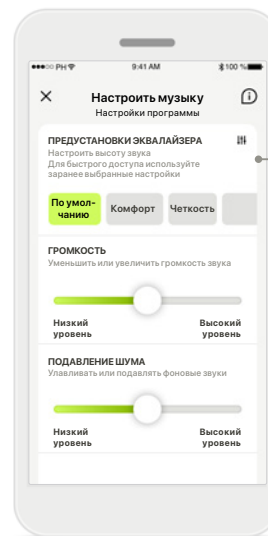 PH 9:41 AM 100 %
Настроить музыку
Настройки программы
ПРЕДУСТАНОВКИ ЭКВАЛАЙЗЕРА
Настроить высоту звука
Для быстрого доступа используйте
заранее выбранные настройки
По умол-
чанию
Комфорт Четкость
ГРОМКОСТЬ
Уменьшить или увеличить громкость звука
Низкий Высокий
уровень уровень
ПОДАВЛЕНИЕ ШУМА
Улавливать или подавлять фоновые звуки
Низкий Высокий
уровень уровень